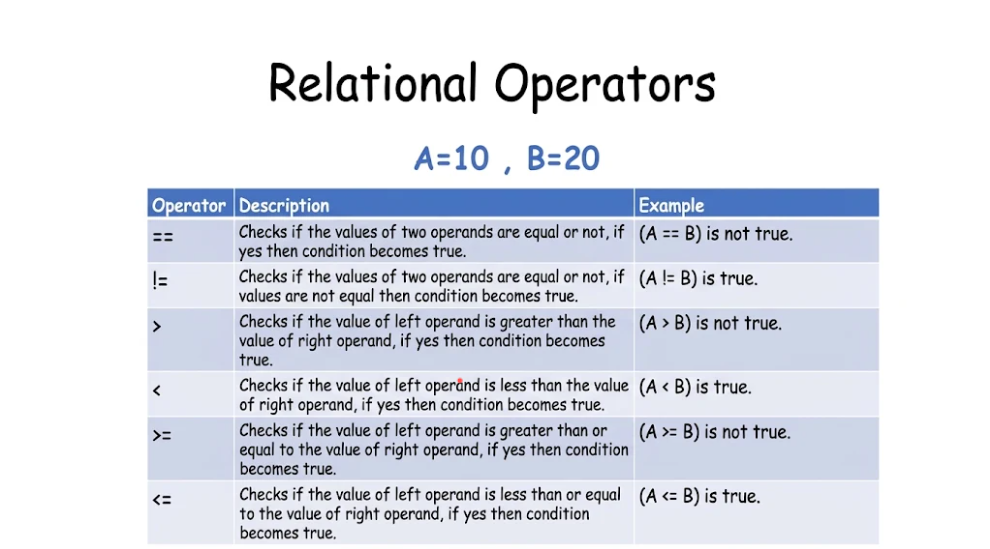 Relational Operators
A=10 , B=20
Operator Description Example
== Checks if the values of two operands are equal or not, if (A == B) is not true.
yes then condition becomes true.
!= Checks if the values of two operands are equal or not, if (A != B) is true.
values are not equal then condition becomes true.
> Checks if the value of left operand is greater than the (A > B) is not true.
value of right operand, if yes then condition becomes
true.
< Checks if the value of left operand is less than the value (A < B) is true.
of right operand, if yes then condition becomes true.
>= Checks if the value of left operand is greater than or (A >= B) is not true.
equal to the value of right operand, if yes then condition
becomes true.
<= Checks if the value of left operand is less than or equal (A <= B) is true.
to the value of right operand, if yes then condition
becomes true.